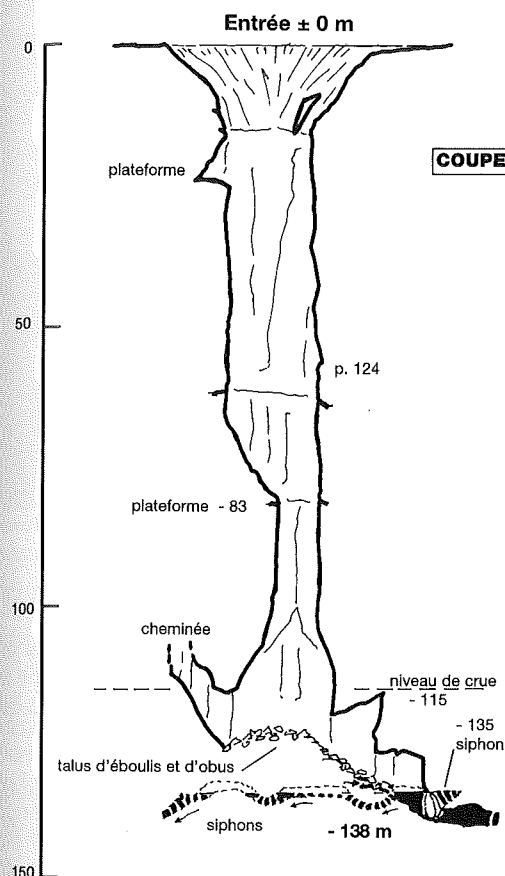 Entrée ± 0 m
0
COUPE
plateforme
50
p. 124
plateforme - 83
100
cheminée
niveau de crue
- 115
- 135
siphon
talus d'éboulis et d'obus
siphons
- 138 m
150